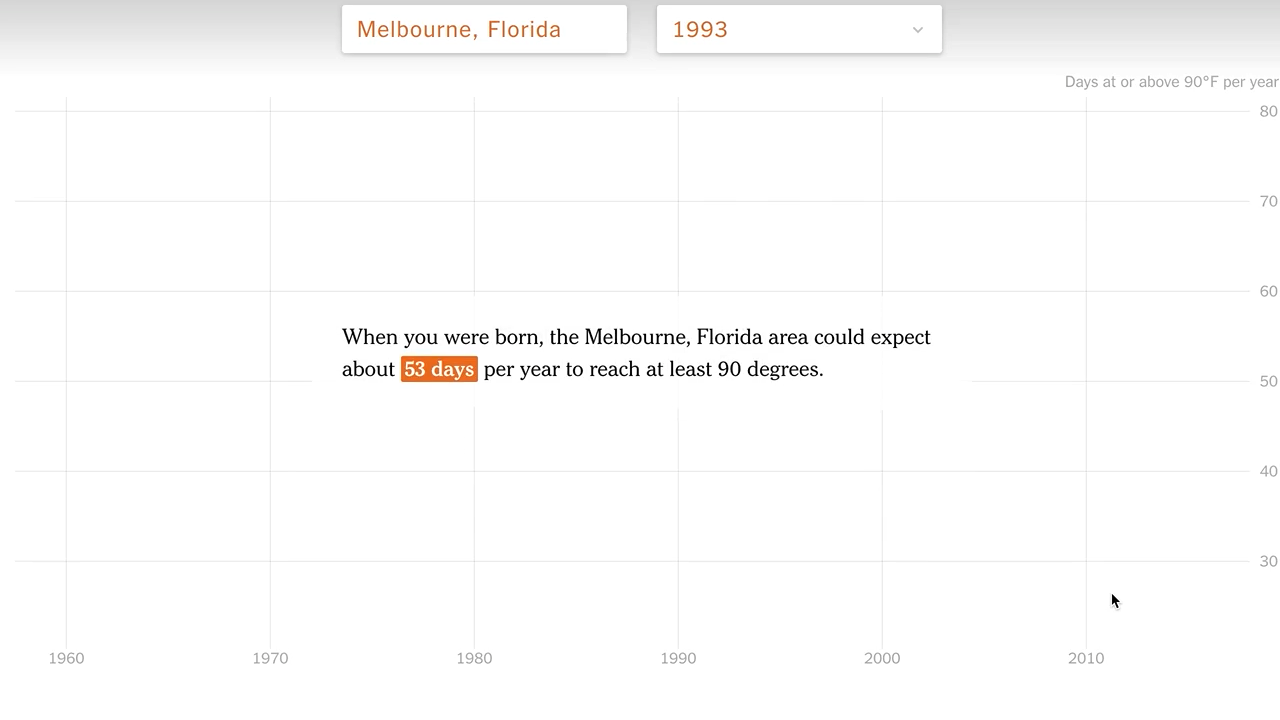 Melbourne, Florida
1993
Days at or above 90°F per year
80
70
60
When you were born, the Melbourne, Florida area could expect
about 53 days per year to reach at least 90 degrees.
50
40
30
1960 1970 1980 1990 2000 2010